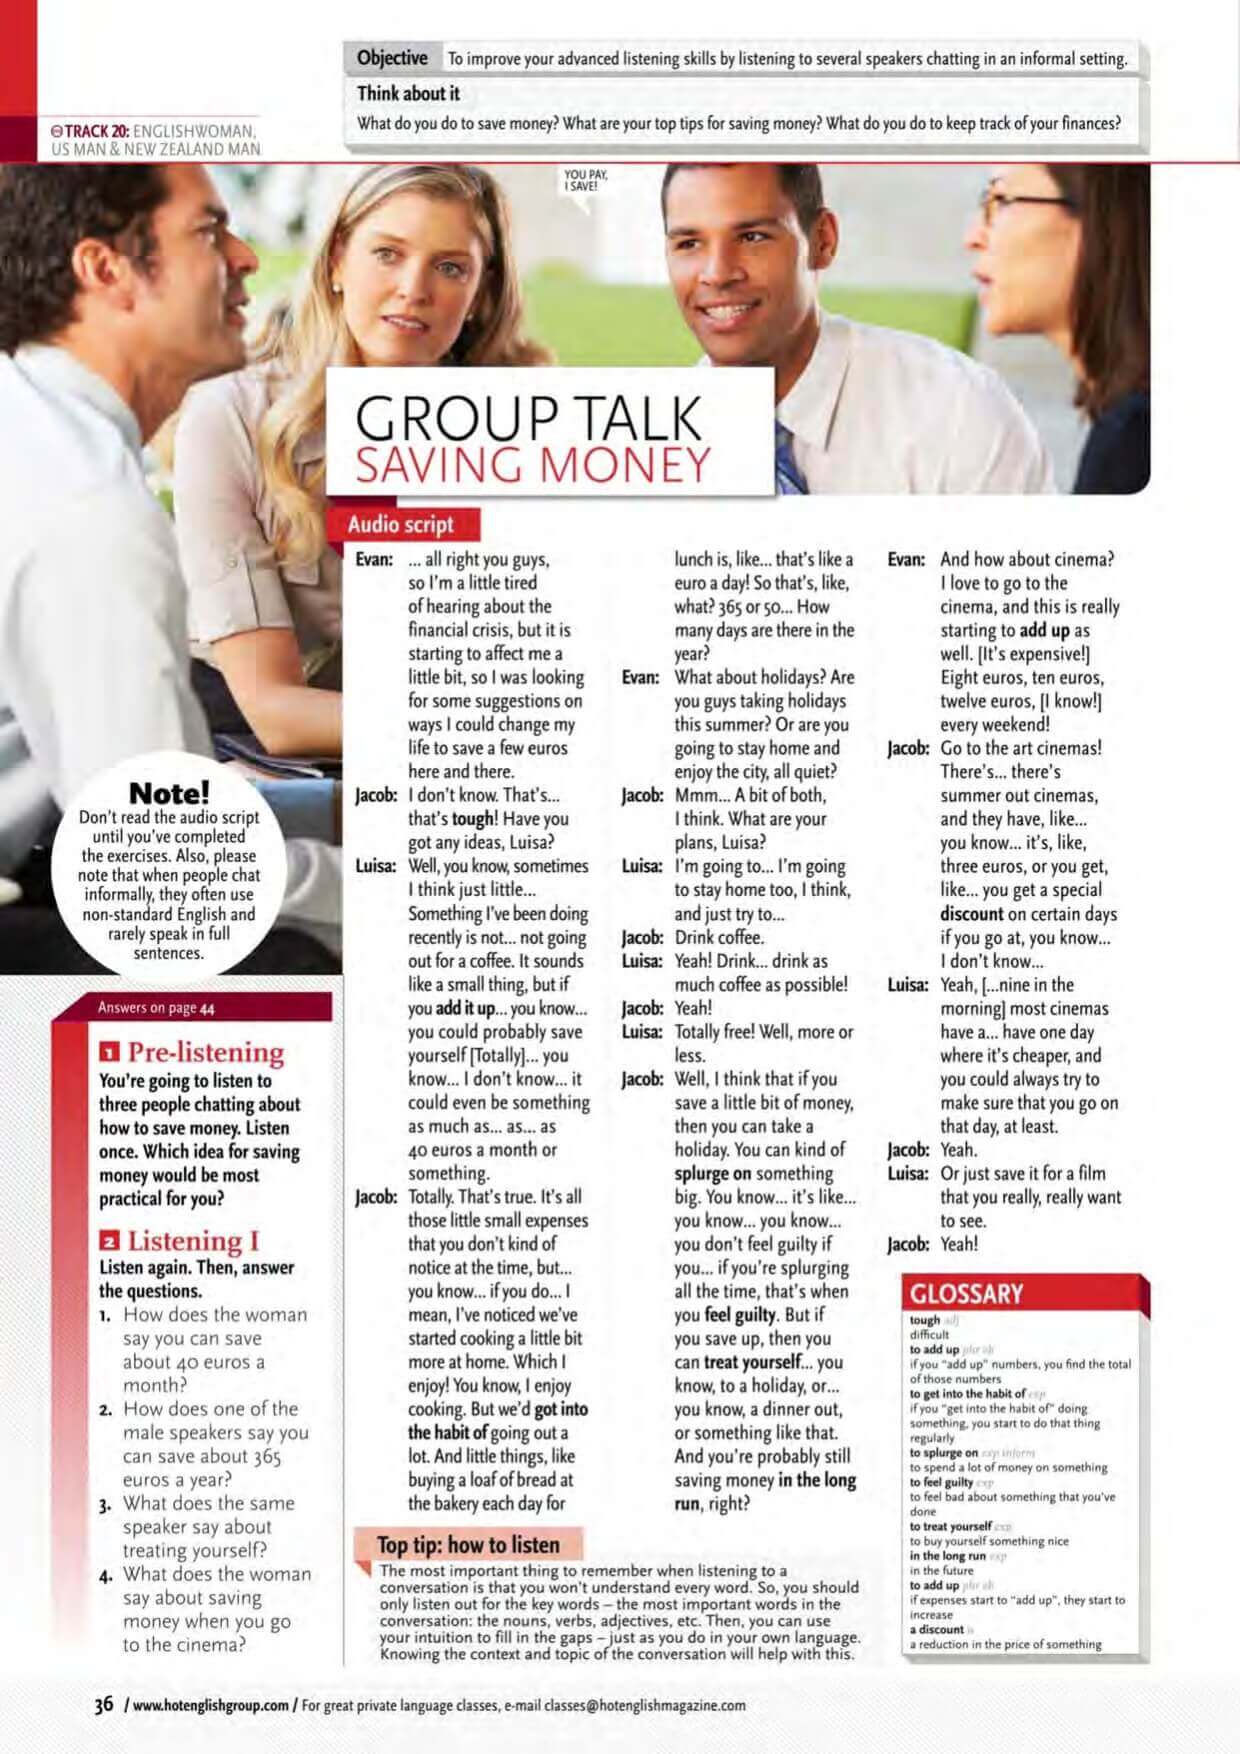 Objective To improve your advanced listening skills by listening to several speakers chatting in an informal setting.
Think about it
What do you do to save money? What are your top tips for saving money? What do you do to keep track of your finances?
TRACK 20: ENGLISHWOMAN,
US MAN & NEW ZEALAND MAN
YOU PAY,
I SAVE!
GROUP TALK
SAVING MONEY
Note!
Don't read the audio script
until you've completed
the exercises. Also, please
note that when people chat
informally, they often use
non-standard English and
rarely speak in full
sentences.
Answers on page 44
1 Pre-listening
You're going to listen to
three people chatting about
how to save money. Listen
once. Which idea for saving
money would be most
practical for you?
2 Listening I
Listen again. Then, answer
the questions.
1. How does the woman
say you can save
about 40 euros a
month?
2. How does one of the
male speakers say you
can save about 365
euros a year?
3. What does the same
speaker say about
treating yourself?
4. What does the woman
say about saving
money when you go
to the cinema?
Audio script
Evan: ... all right you guys,
so I'm a little tired
of hearing about the
financial crisis, but it is
starting to affect me a
little bit, so I was looking
for some suggestions on
ways I could change my
life to save a few euros
here and there.
Jacob: I don't know. That's...
that's tough! Have you
got any ideas, Luisa?
Luisa: Well, you know, sometimes
I think just little...
Something I've been doing
recently is not... not going
out for a coffee. It sounds
like a small thing, but if
you add it up... you know...
you could probably save
yourself [Totally]... you
know... I don't know... it
could even be something
as much as... as... as
40 euros a month or
something.
Jacob: Totally. That's true. It's all
those little small expenses
that you don't kind of
notice at the time, but...
you know... if you do... I
mean, I've noticed we've
started cooking a little bit
more at home. Which I
enjoy! You know, I enjoy
cooking. But we'd got into
the habit of going out a
lot. And little things, like
buying a loaf of bread at
the bakery each day for
lunch is, like... that's like a
euro a day! So that's, like,
what? 365 or 50... How
many days are there in the
year?
Evan: What about holidays? Are
you guys taking holidays
this summer? Or are you
going to stay home and
enjoy the city, all quiet?
Jacob: Mmm... A bit of both,
I think. What are your
plans, Luisa?
Luisa: I'm going to... I'm going
to stay home too, I think,
and just try to...
Jacob: Drink coffee.
Luisa: Yeah! Drink... drink as
much coffee as possible!
Jacob: Yeah!
Luisa: Totally free! Well, more or
less.
Jacob: Well, I think that if you
save a little bit of money,
then you can take a
holiday. You can kind of
splurge on something
big. You know... it's like...
you know... you know...
you don't feel guilty if
you... if you're splurging
all the time, that's when
you feel guilty. But if
you save up, then you
can treat yourself... you
know, to a holiday, or...
you know, a dinner out,
or something like that.
And you're probably still
saving money in the long
run, right?
Evan: And how about cinema?
I love to go to the
cinema, and this is really
starting to add up as
well. [It's expensive!]
Eight euros, ten euros,
twelve euros, [I know!]
every weekend!
Jacob: Go to the art cinemas!
There's... there's
summer out cinemas,
and they have, like...
you know... it's, like,
three euros, or you get,
like... you get a special
discount on certain days
if you go at, you know...
I don't know...
Luisa: Yeah, [...nine in the
morning] most cinemas
have a... have one day
where it's cheaper, and
you could always try to
make sure that you go on
that day, at least.
Jacob: Yeah.
Luisa: Or just save it for a film
that you really, really want
to see.
Jacob: Yeah!
Top tip: how to listen
The most important thing to remember when listening to a
conversation is that you won't understand every word. So, you should
only listen out for the key words – the most important words in the
conversation: the nouns, verbs, adjectives, etc. Then, you can use
your intuition to fill in the gaps – just as you do in your own language.
Knowing the context and topic of the conversation will help with this.
GLOSSARY
tough adj
difficult
to add up phr vb
if you "add up" numbers, you find the total
of those numbers
to get into the habit of exp
if you "get into the habit of" doing
something, you start to do that thing
regularly
to splurge on exp inform
to spend a lot of money on something
to feel guilty exp
to feel bad about something that you've
done
to treat yourself exp
to buy yourself something nice
in the long run exp
in the future
to add up phr vb
if expenses start to "add up", they start to
increase
a discount n
a reduction in the price of something
36 / www.hotenglishgroup.com / For great private language classes, e-mail classes@hotenglishmagazine.com